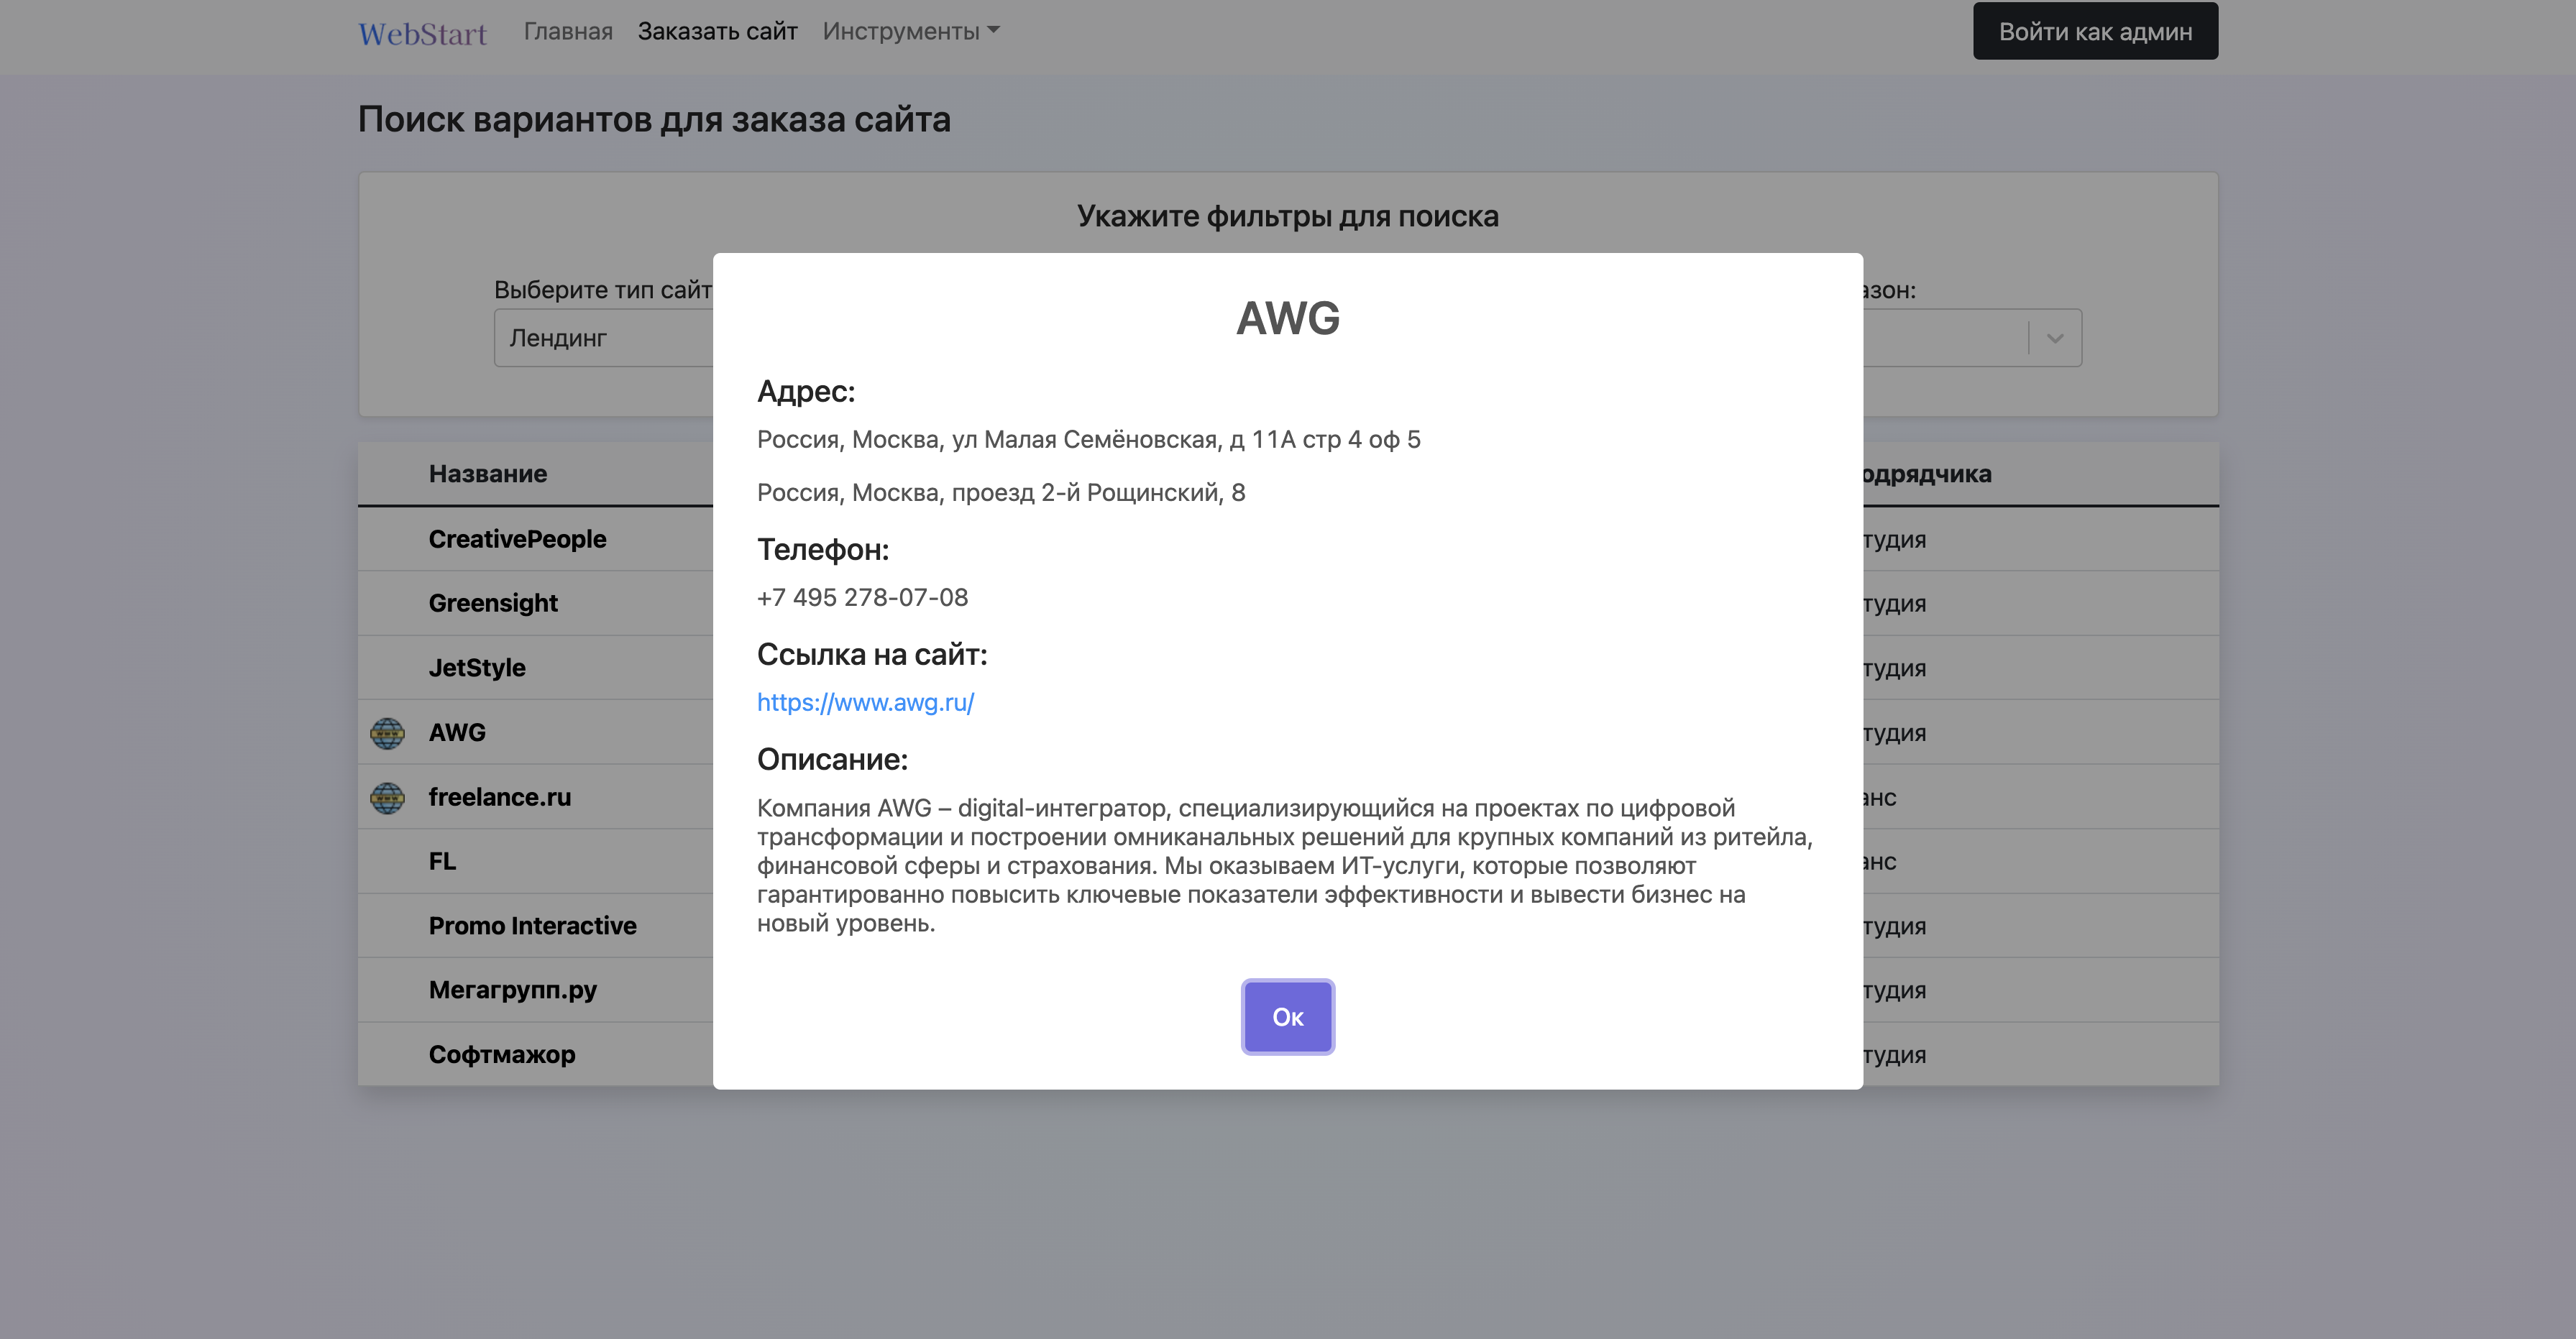 WebStart
Главная
Заказать сайт
Инструменты
Войти как админ
Поиск вариантов для заказа сайта
Укажите фильтры для поиска
Выберите тип сайт
азон:
Лендинг
AWG
Адрес:
Россия, Москва, ул Малая Семёновская, д 11А стр 4 оф 5
Россия, Москва, проезд 2-й Рощинский, 8
Телефон:
+7 495 278-07-08
Ссылка на сайт:
https://www.awg.ru/
Описание:
Компания AWG – digital-интегратор, специализирующийся на проектах по цифровой
трансформации и построении омниканальных решений для крупных компаний из ритейла,
финансовой сферы и страхования. Мы оказываем ИТ-услуги, которые позволяют
гарантированно повысить ключевые показатели эффективности и вывести бизнес на
новый уровень.
Ок
Название
одрядчика
CreativePeople
тудия
Greensight
тудия
JetStyle
тудия
AWG
тудия
freelance.ru
анс
FL
анс
Promo Interactive
тудия
Мегагрупп.ру
тудия
Софтмажор
тудия